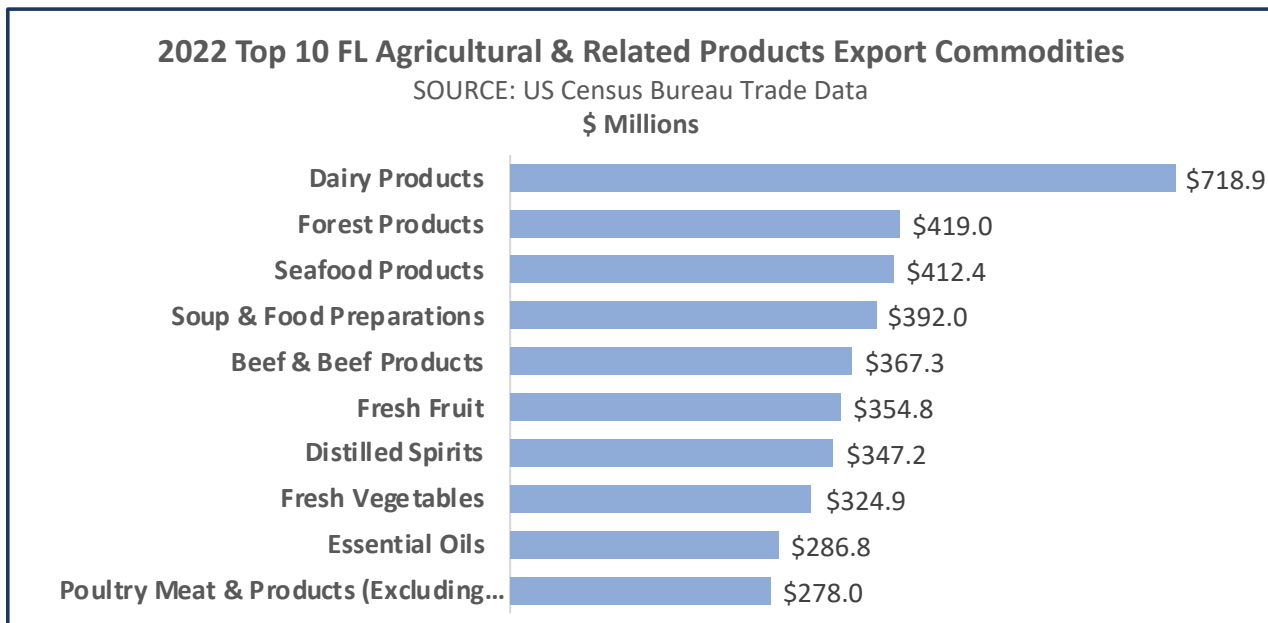 2022 Top 10 FL Agricultural & Related Products Export Commodities
SOURCE: US Census Bureau Trade Data
$ Millions
Dairy Products $718.9
Forest Products $419.0
Seafood Products $412.4
Soup & Food Preparations $392.0
Beef & Beef Products $367.3
Fresh Fruit $354.8
Distilled Spirits $347.2
Fresh Vegetables $324.9
Essential Oils $286.8
Poultry Meat & Products (Excluding... $278.0